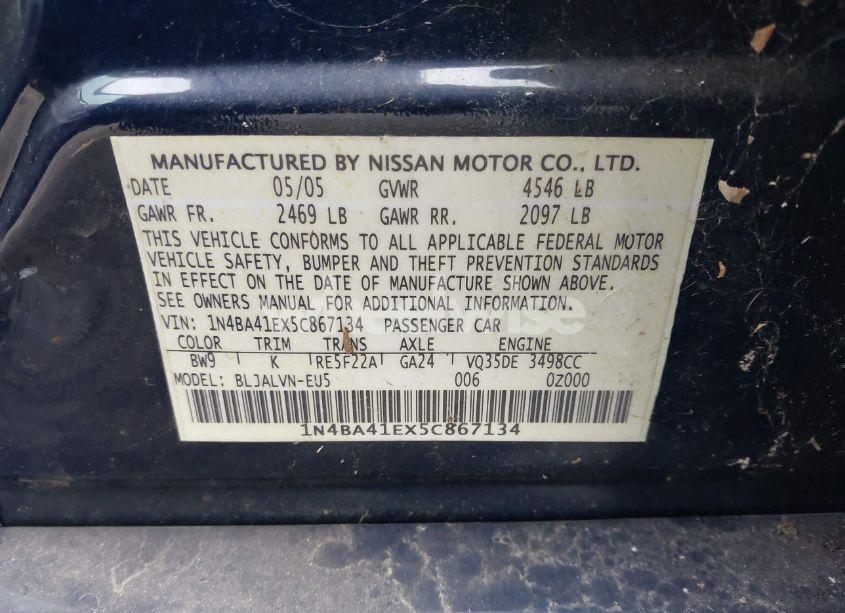 MANUFACTURED BY NISSAN MOTOR CO., LTD.
DATE 05/05 GVWR 4546 LB
GAWR FR. 2469 LB GAWR RR. 2097 LB
THIS VEHICLE CONFORMS TO ALL APPLICABLE FEDERAL MOTOR
VEHICLE SAFETY, BUMPER AND THEFT PREVENTION STANDARDS
IN EFFECT ON THE DATE OF MANUFACTURE SHOWN ABOVE.
SEE OWNERS MANUAL FOR ADDITIONAL INFORMATION.
VIN: 1N4BA41EX5C867134 PASSENGER CAR
COLOR TRIM TRANS AXLE ENGINE
BW9 K RE5F22A GA24 VQ35DE 3498CC
MODEL: BLJALVN-EU5 006 0Z000
1N4BA41EX5C867134